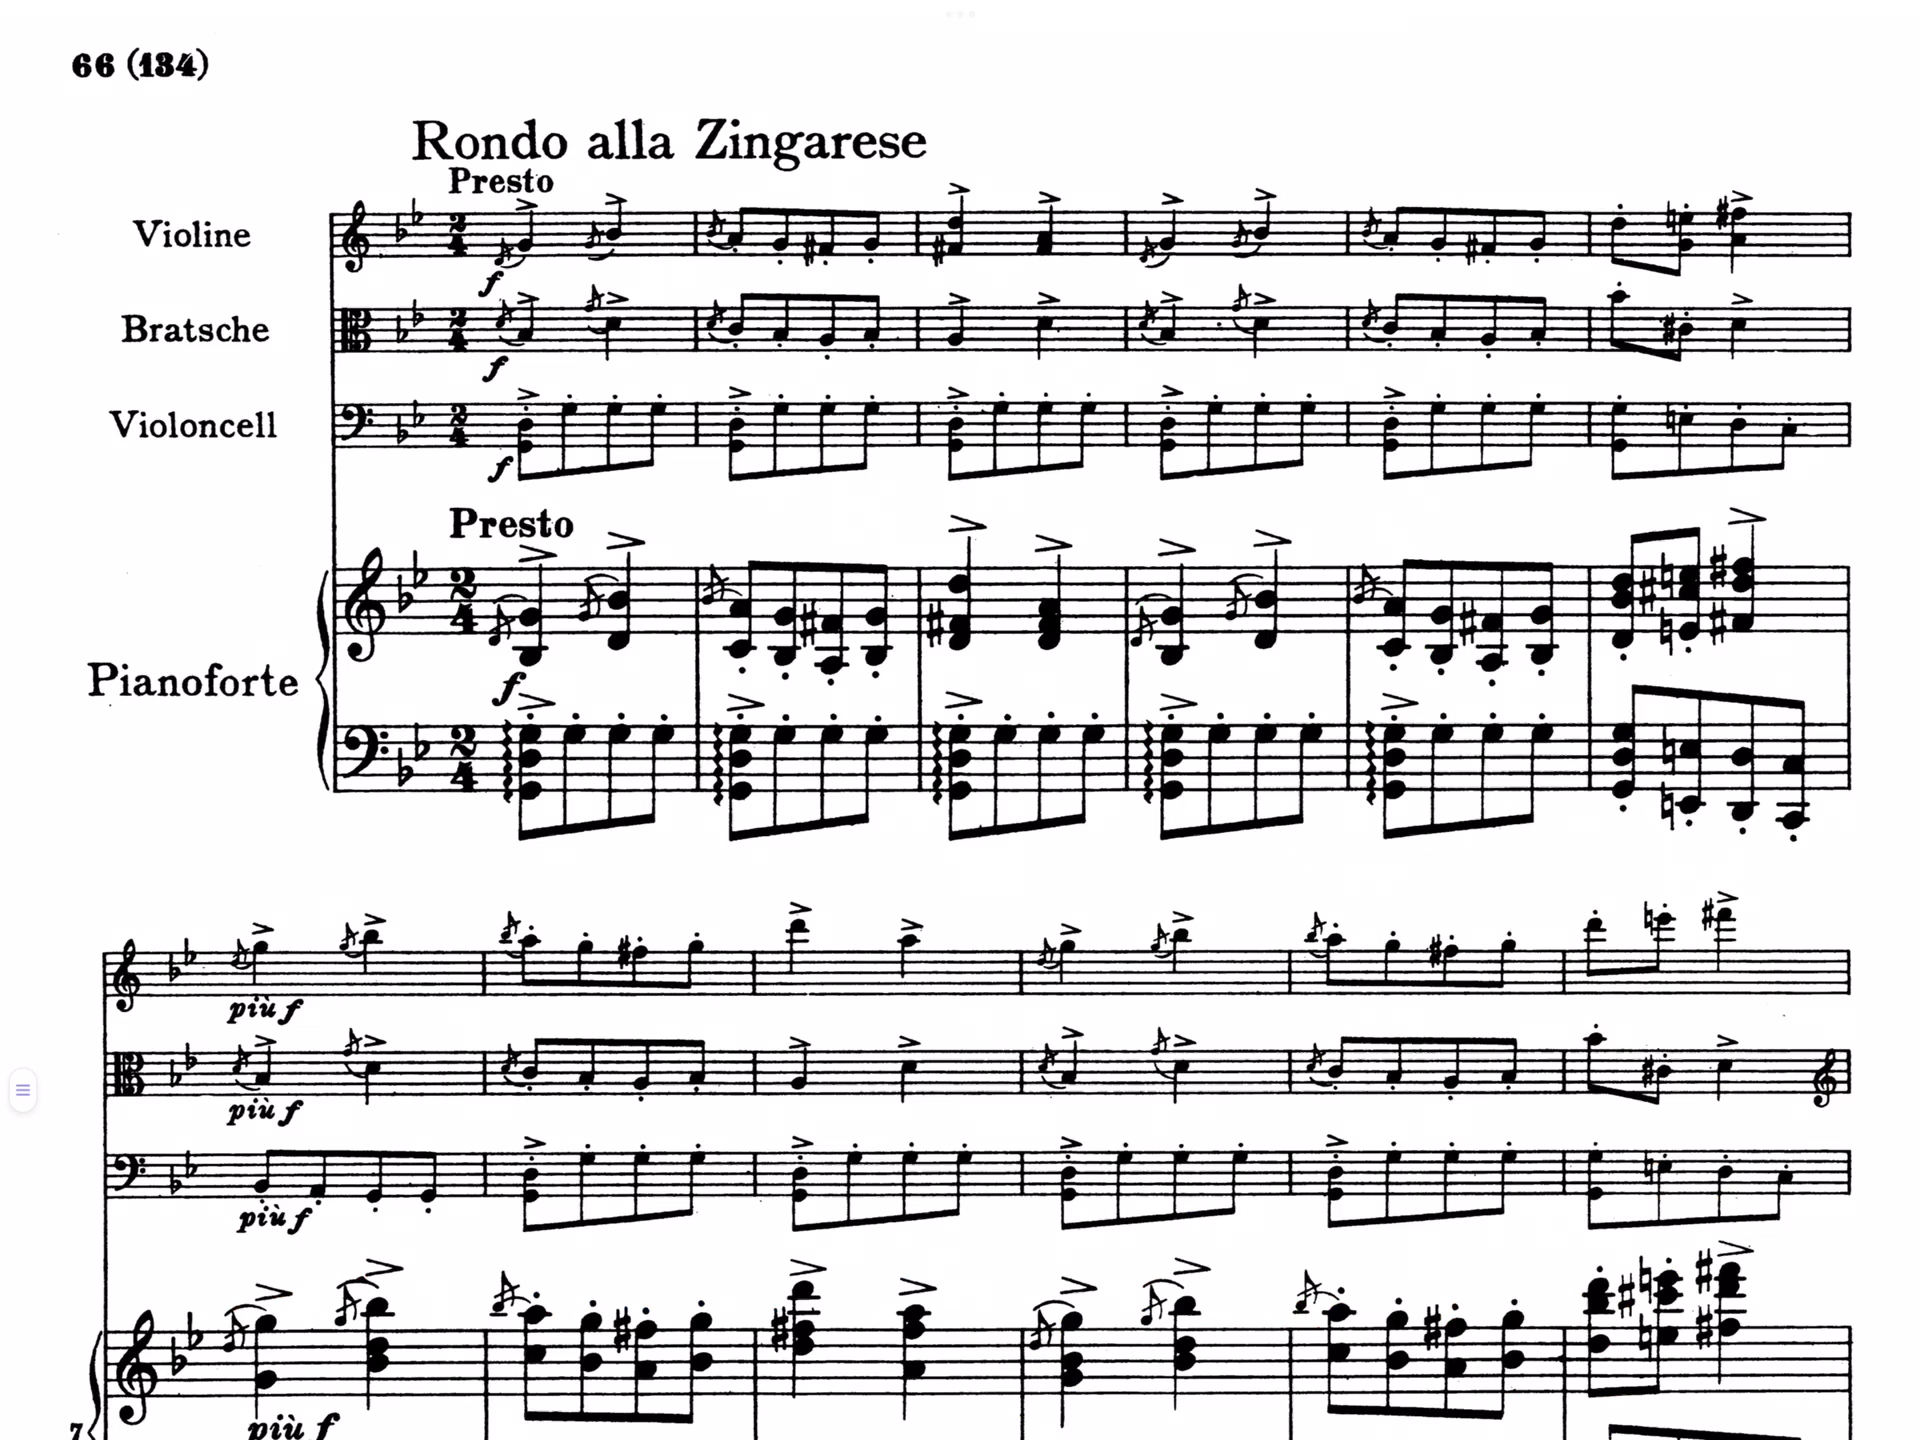 66 (134)
Rondo alla Zingarese
Presto
Violine
f
Bratsche
f
Violoncell
f
Presto
Pianoforte
f
più f
più f
più f
7
più f